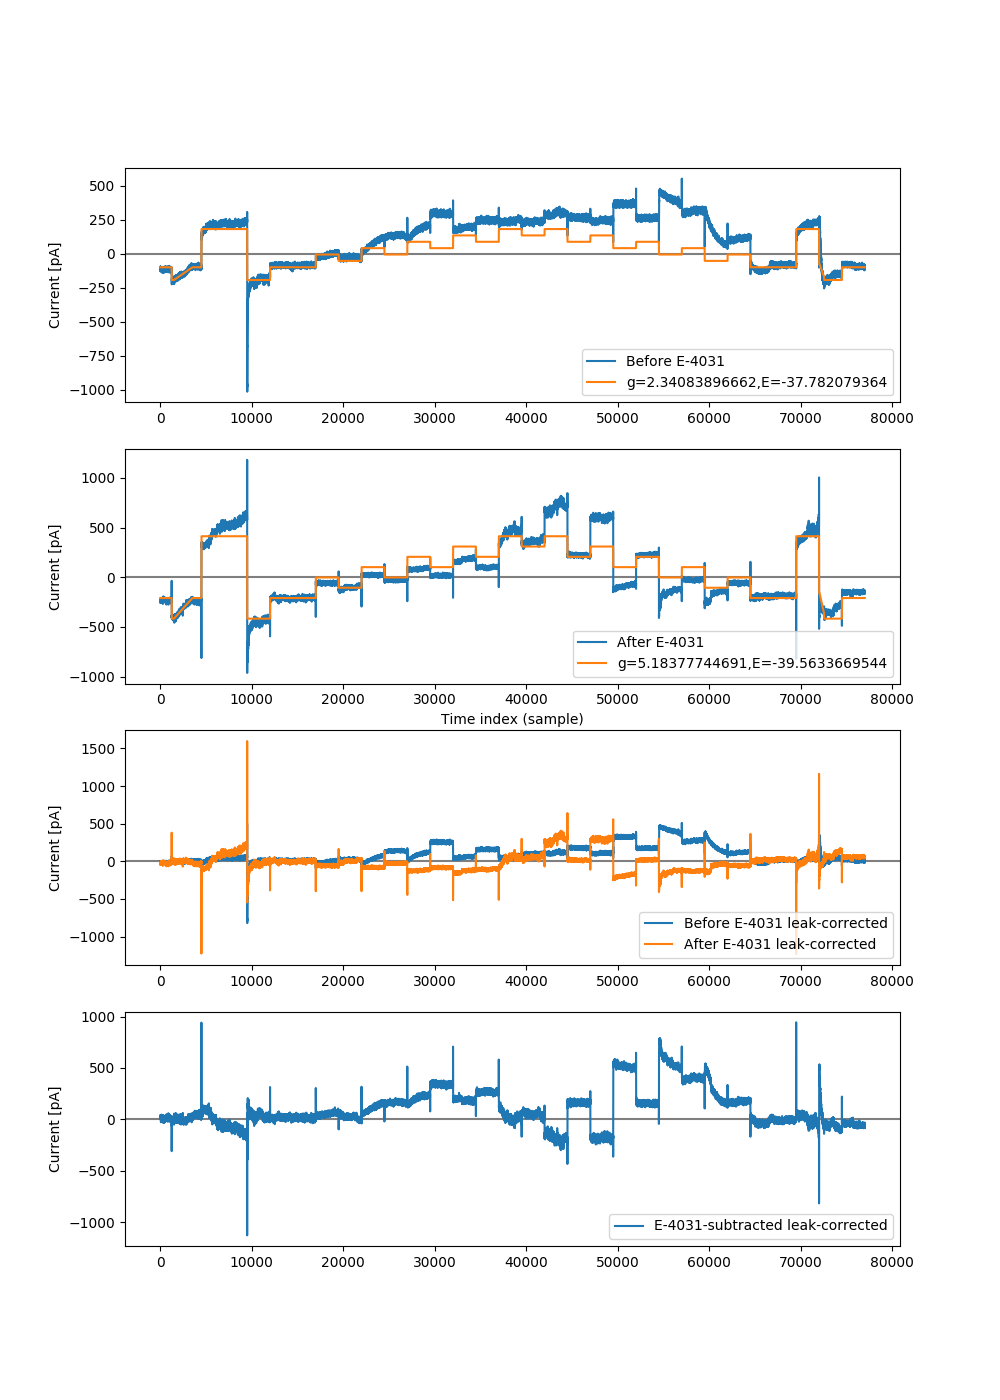 500
250
0
−250
−500
−750
−1000
Current [pA]
Before E-4031
g=2.34083896662,E=-37.782079364
0 10000 20000 30000 40000 50000 60000 70000 80000
1000
500
0
−500
−1000
Current [pA]
After E-4031
g=5.18377744691,E=-39.5633669544
0 10000 20000 30000 40000 50000 60000 70000 80000
Time index (sample)
1500
1000
500
0
−500
−1000
Current [pA]
Before E-4031 leak-corrected
After E-4031 leak-corrected
0 10000 20000 30000 40000 50000 60000 70000 80000
1000
500
0
−500
−1000
Current [pA]
E-4031-subtracted leak-corrected
0 10000 20000 30000 40000 50000 60000 70000 80000